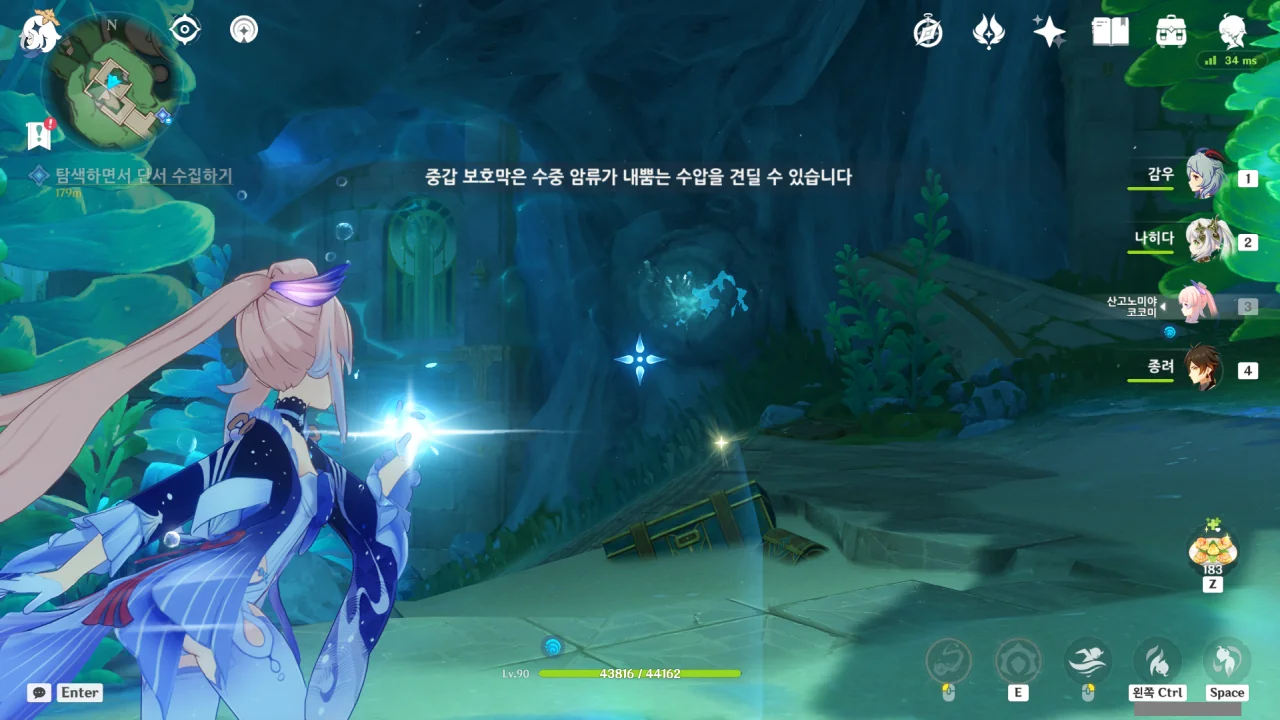 N
34 ms
탐색하면서 단서 수집하기
179m
중갑 보호막은 수중 암류가 내뿜는 수압을 견딜 수 있습니다
감우
1
나히다
2
산고노미야
코코미
3
종려
4
183
Z
Lv.90
43816 / 44162
Enter
E
왼쪽 Ctrl
Space